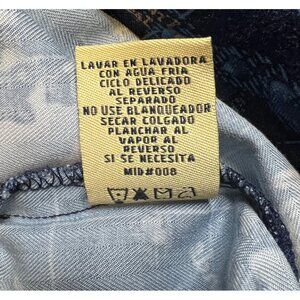 LAVAR EN LAVADORA
CON AGUA FRIA
CICLO DELICADO
AL REVERSO
SEPARADO
NO USE BLANQUEADOR
SECAR COLGADO
PLANCHAR AL
VAPOR AL
REVERSO
SI SE NECESITA
MID#008